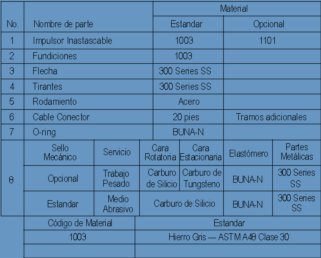 Material
No. Nombre de parte Estandar Opcional
1 Impulsor Inastascable 1003 1101
2 Fundiciones 1003
3 Flecha 300 Series SS
4 Tirantes 300 Series SS
5 Rodamiento Acero
6 Cable Conector 20 pies Tramos adicionales
7 O-ring BUNA-N
8
Sello Mecánico Servicio Cara Rotatoria Cara Estacionaria Elastómero Partes Metálicas
Opcional Trabajo Pesado Carburo de Silicio Carburo de Tungsteno BUNA-N 300 Series SS
Estandar Medio Abrasivo Carburo de Silicio BUNA-N 300 Series SS
Código de Material Estandar
1003 Hierro Gris — ASTM A48 Clase 30